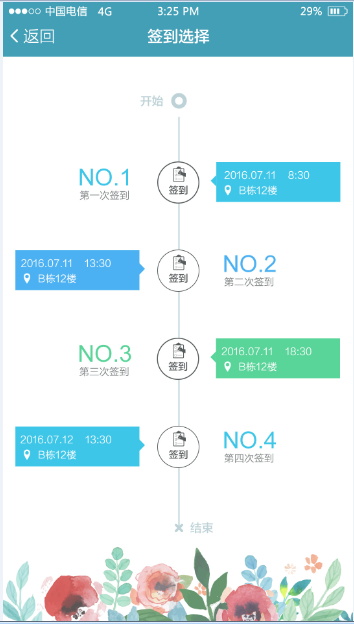 中国电信 4G 3:25 PM 29%
返回 签到选择
开始
NO.1
第一次签到
签到
2016.07.11 8:30
B栋12楼
2016.07.11 13:30
B栋12楼
签到
NO.2
第二次签到
NO.3
第三次签到
签到
2016.07.11 18:30
B栋12楼
2016.07.12 13:30
B栋12楼
签到
NO.4
第四次签到
结束